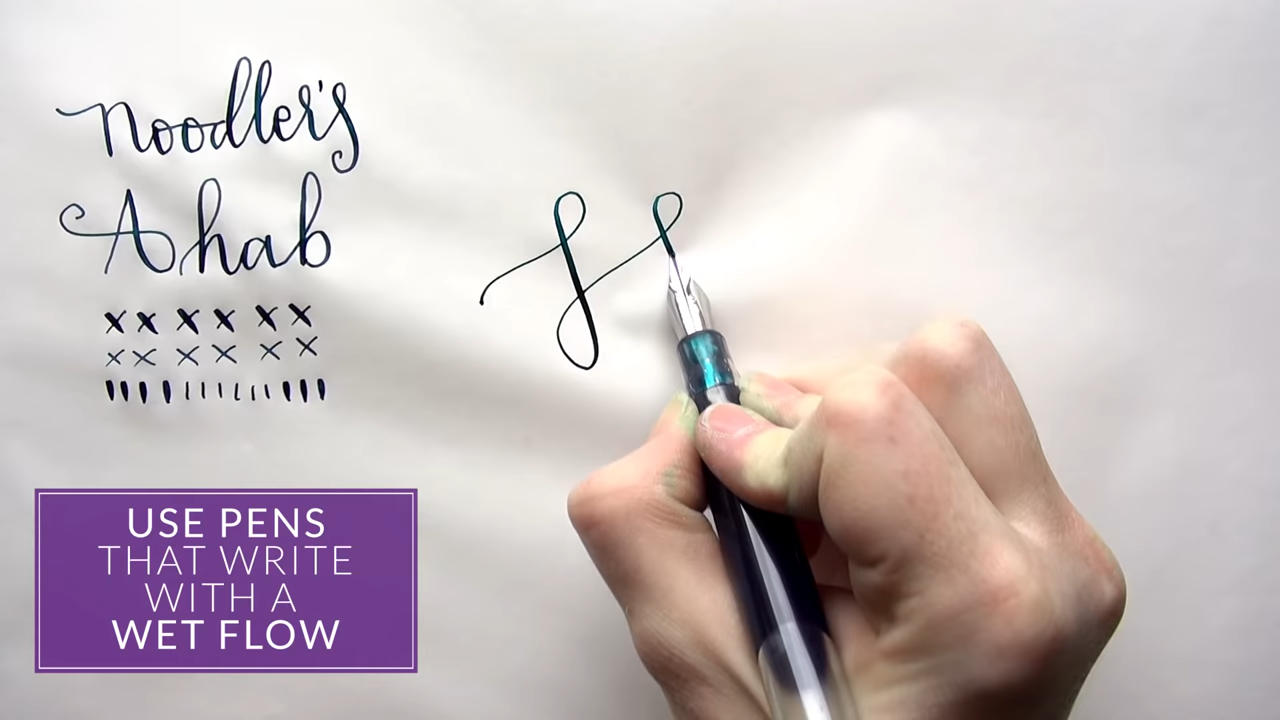 Noodler's
Ahab
x x x x x x
x x x x x x
USE PENS
THAT WRITE
WITH A
WET FLOW